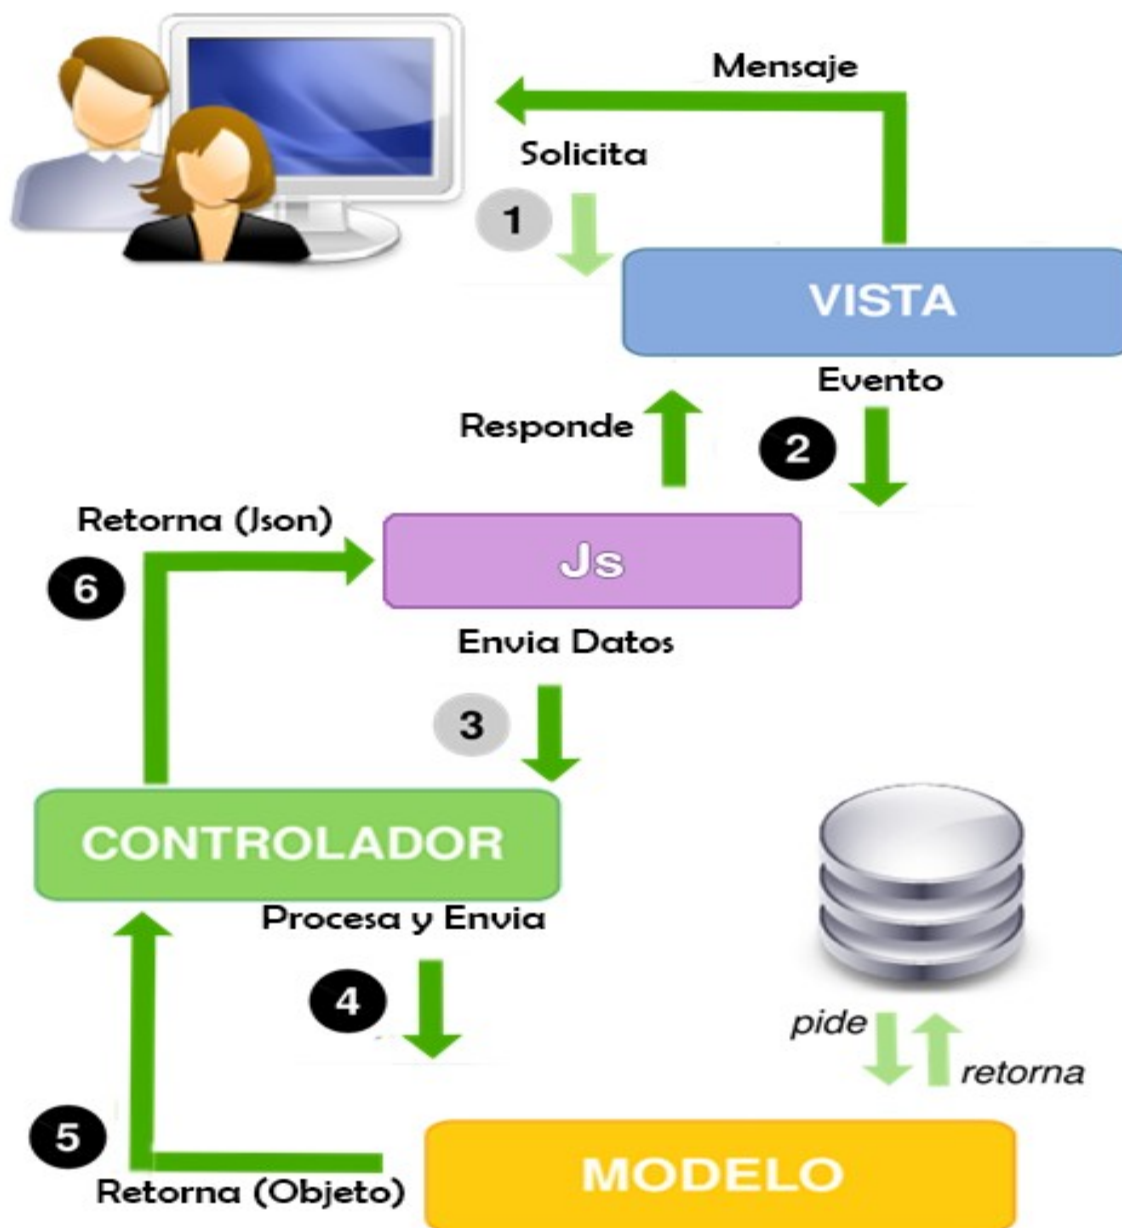 Mensaje
Solicita
1
VISTA
Evento
Responde
2
Retorna (Json)
6
Js
Envia Datos
3
CONTROLADOR
Procesa y Envia
4
pide
retorna
5
MODELO
Retorna (Objeto)